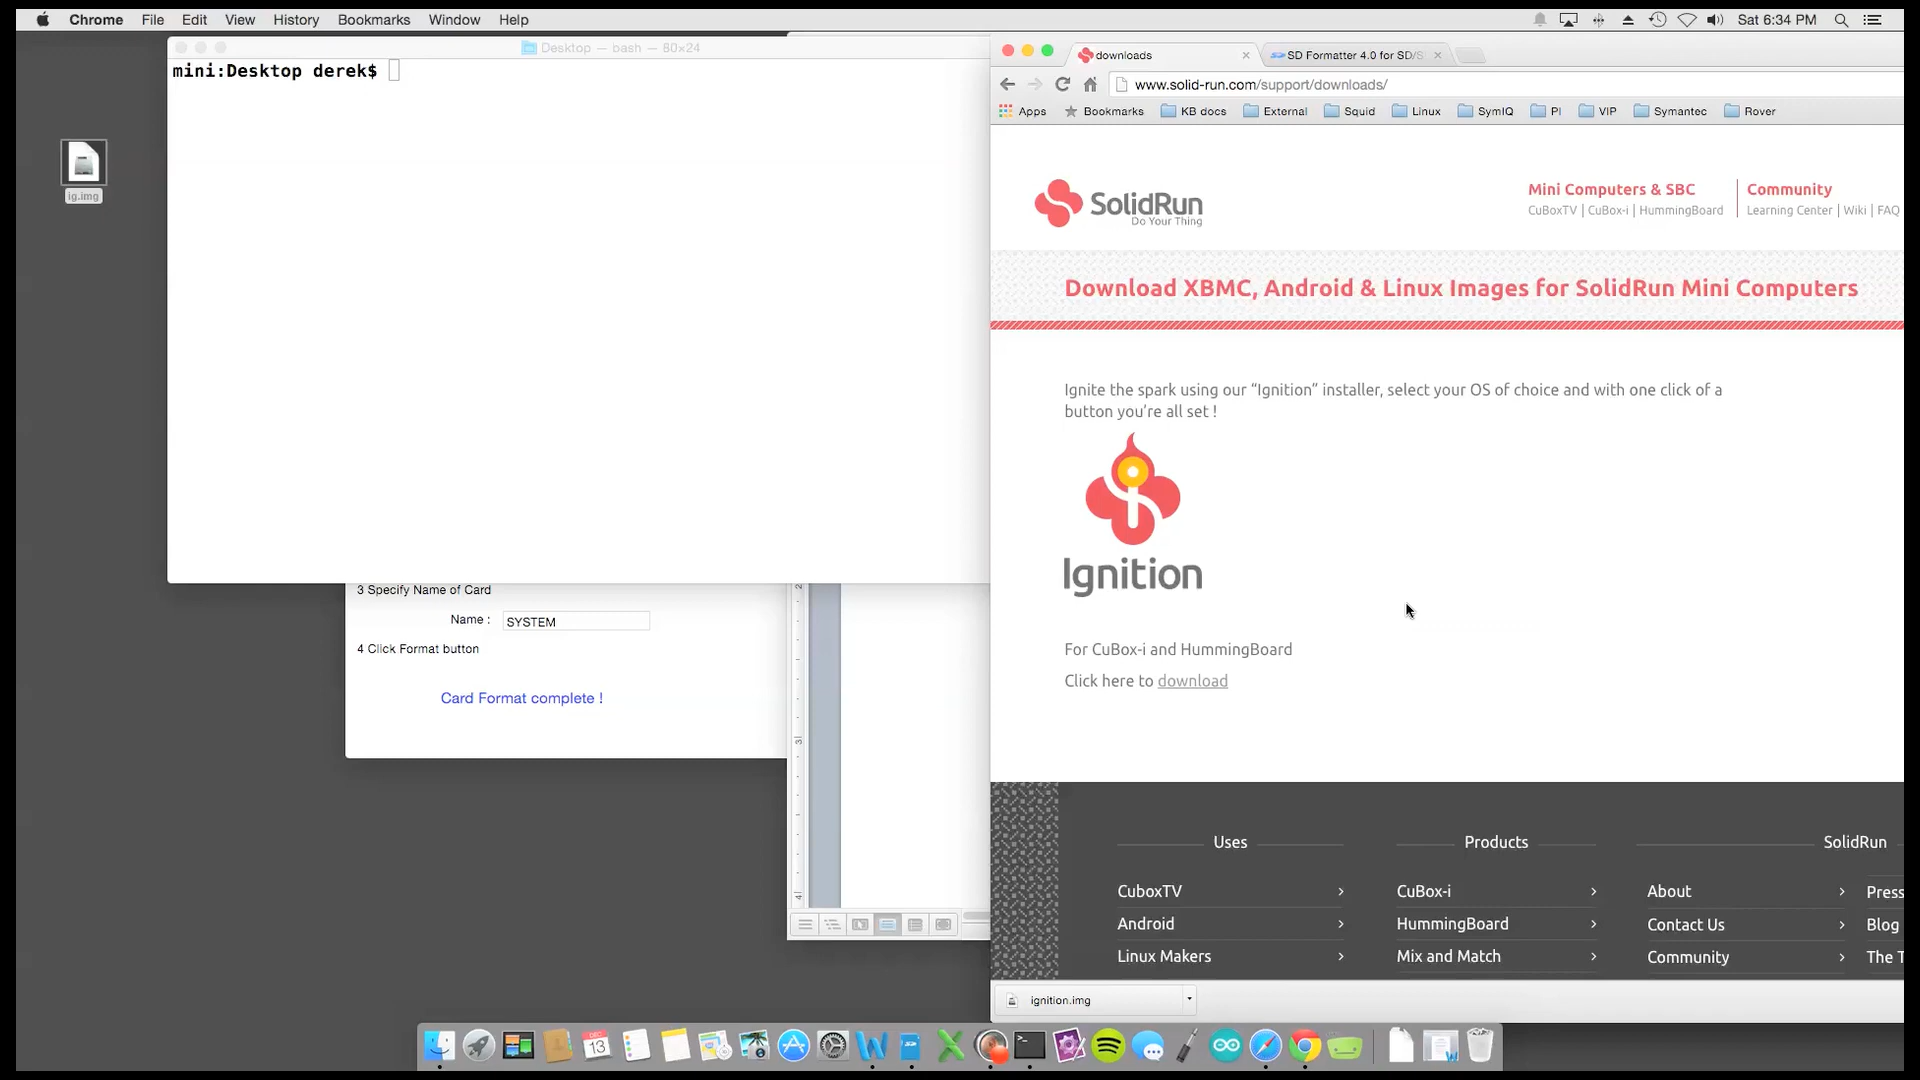 Chrome File Edit View History Bookmarks Window Help Sat 6:34 PM
Desktop — bash — 80×24
mini:Desktop derek$
ig.img
3 Specify Name of Card
Name : SYSTEM
4 Click Format button
Card Format complete !
downloads SD Formatter 4.0 for SD/S
www.solid-run.com/support/downloads/
Apps Bookmarks KB docs External Squid Linux SymIQ PI VIP Symantec Rover
SolidRun
Do Your Thing
Mini Computers & SBC
CuBoxTV | CuBox-i | HummingBoard
Community
Learning Center | Wiki | FAQ
Download XBMC, Android & Linux Images for SolidRun Mini Computers
Ignite the spark using our “Ignition” installer, select your OS of choice and with one click of a
button you’re all set !
Ignition
For CuBox-i and HummingBoard
Click here to download
Uses
CuboxTV
Android
Linux Makers
Products
CuBox-i
HummingBoard
Mix and Match
SolidRun
About
Contact Us
Community
Press
Blog
The T
ignition.img
DEC
13